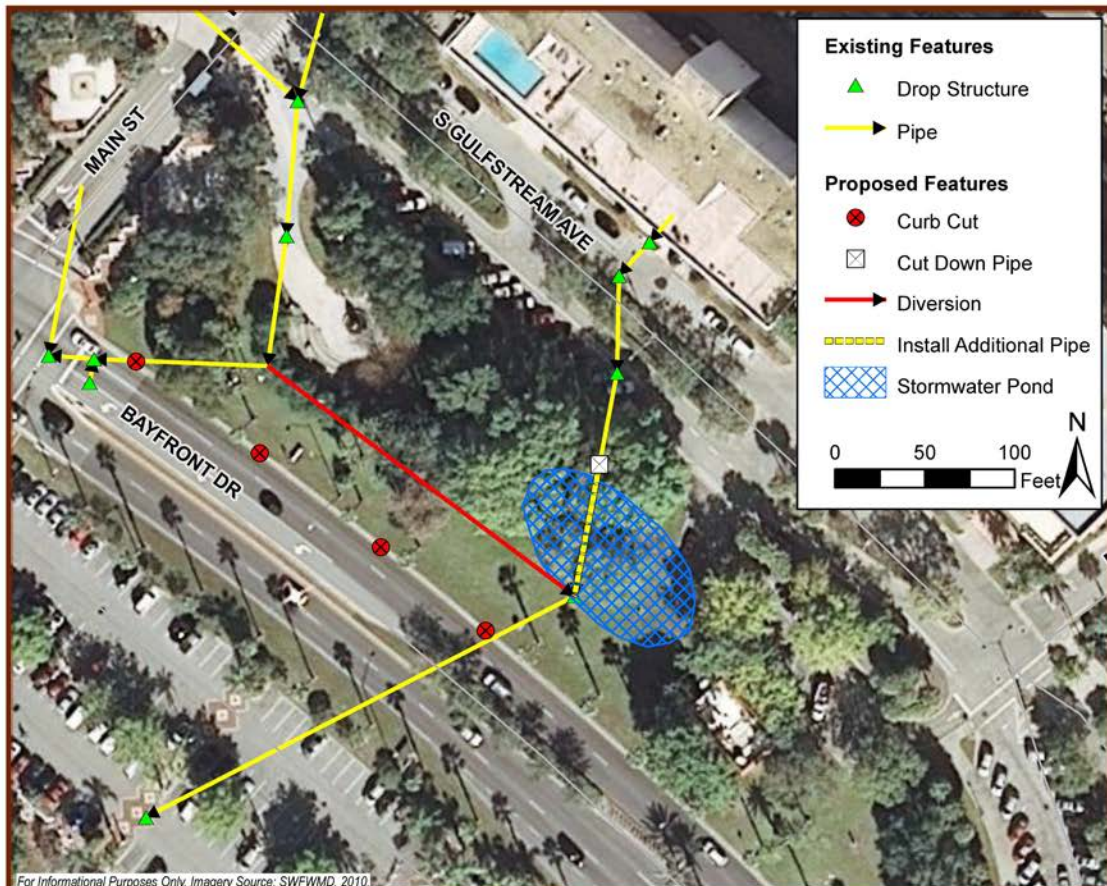 MAIN ST
S GULFSTREAM AVE
BAYFRONT DR
Existing Features
Drop Structure
Pipe
Proposed Features
Curb Cut
Cut Down Pipe
Diversion
Install Additional Pipe
Stormwater Pond
0 50 100
Feet
N
For Informational Purposes Only. Imagery Source: SWFWMD, 2010